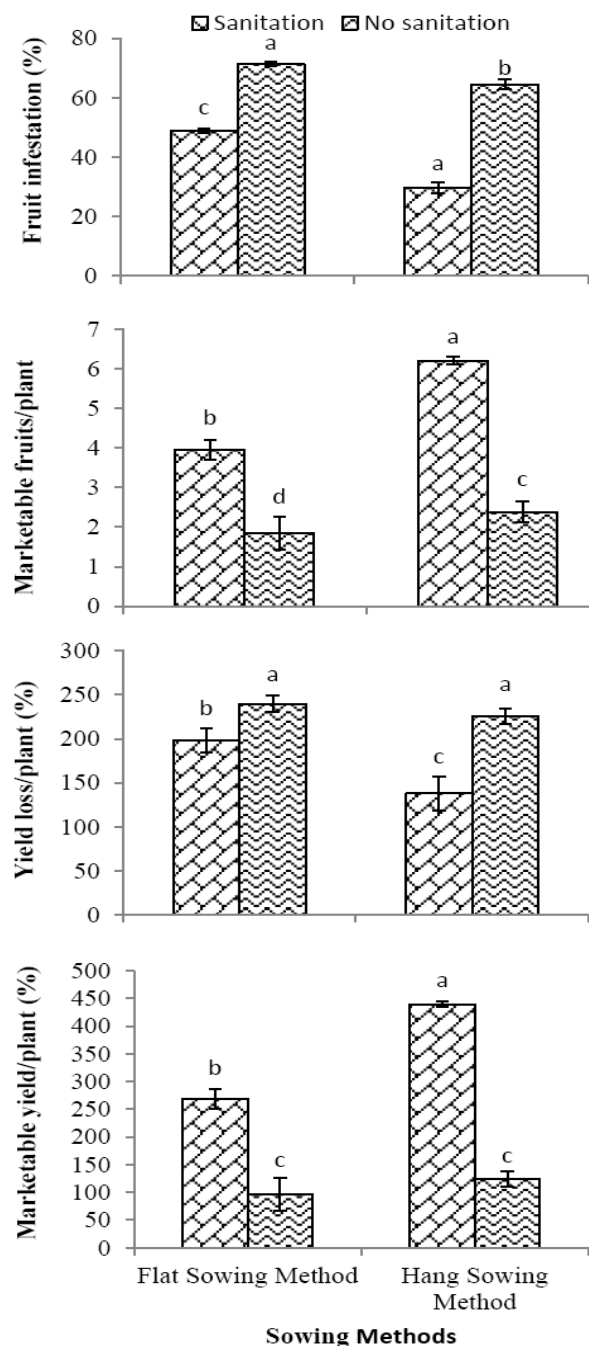 Sanitation No sanitation
Fruit infestation (%)
80
60
40
20
0
c
a
a
b
Marketable fruits/plant
7
6
5
4
3
2
1
0
b
d
a
c
Yield loss/plant (%)
300
250
200
150
100
50
0
b
a
c
a
Marketable yield/plant (%)
500
450
400
350
300
250
200
150
100
50
0
b
c
a
c
Flat Sowing Method
Hang Sowing
Method
Sowing Methods